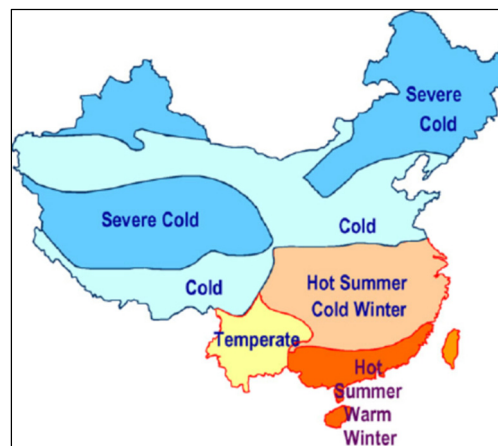 Severe
Cold
Severe Cold
Cold
Cold
Hot Summer
Cold Winter
Temperate
Hot
Summer
Warm
Winter